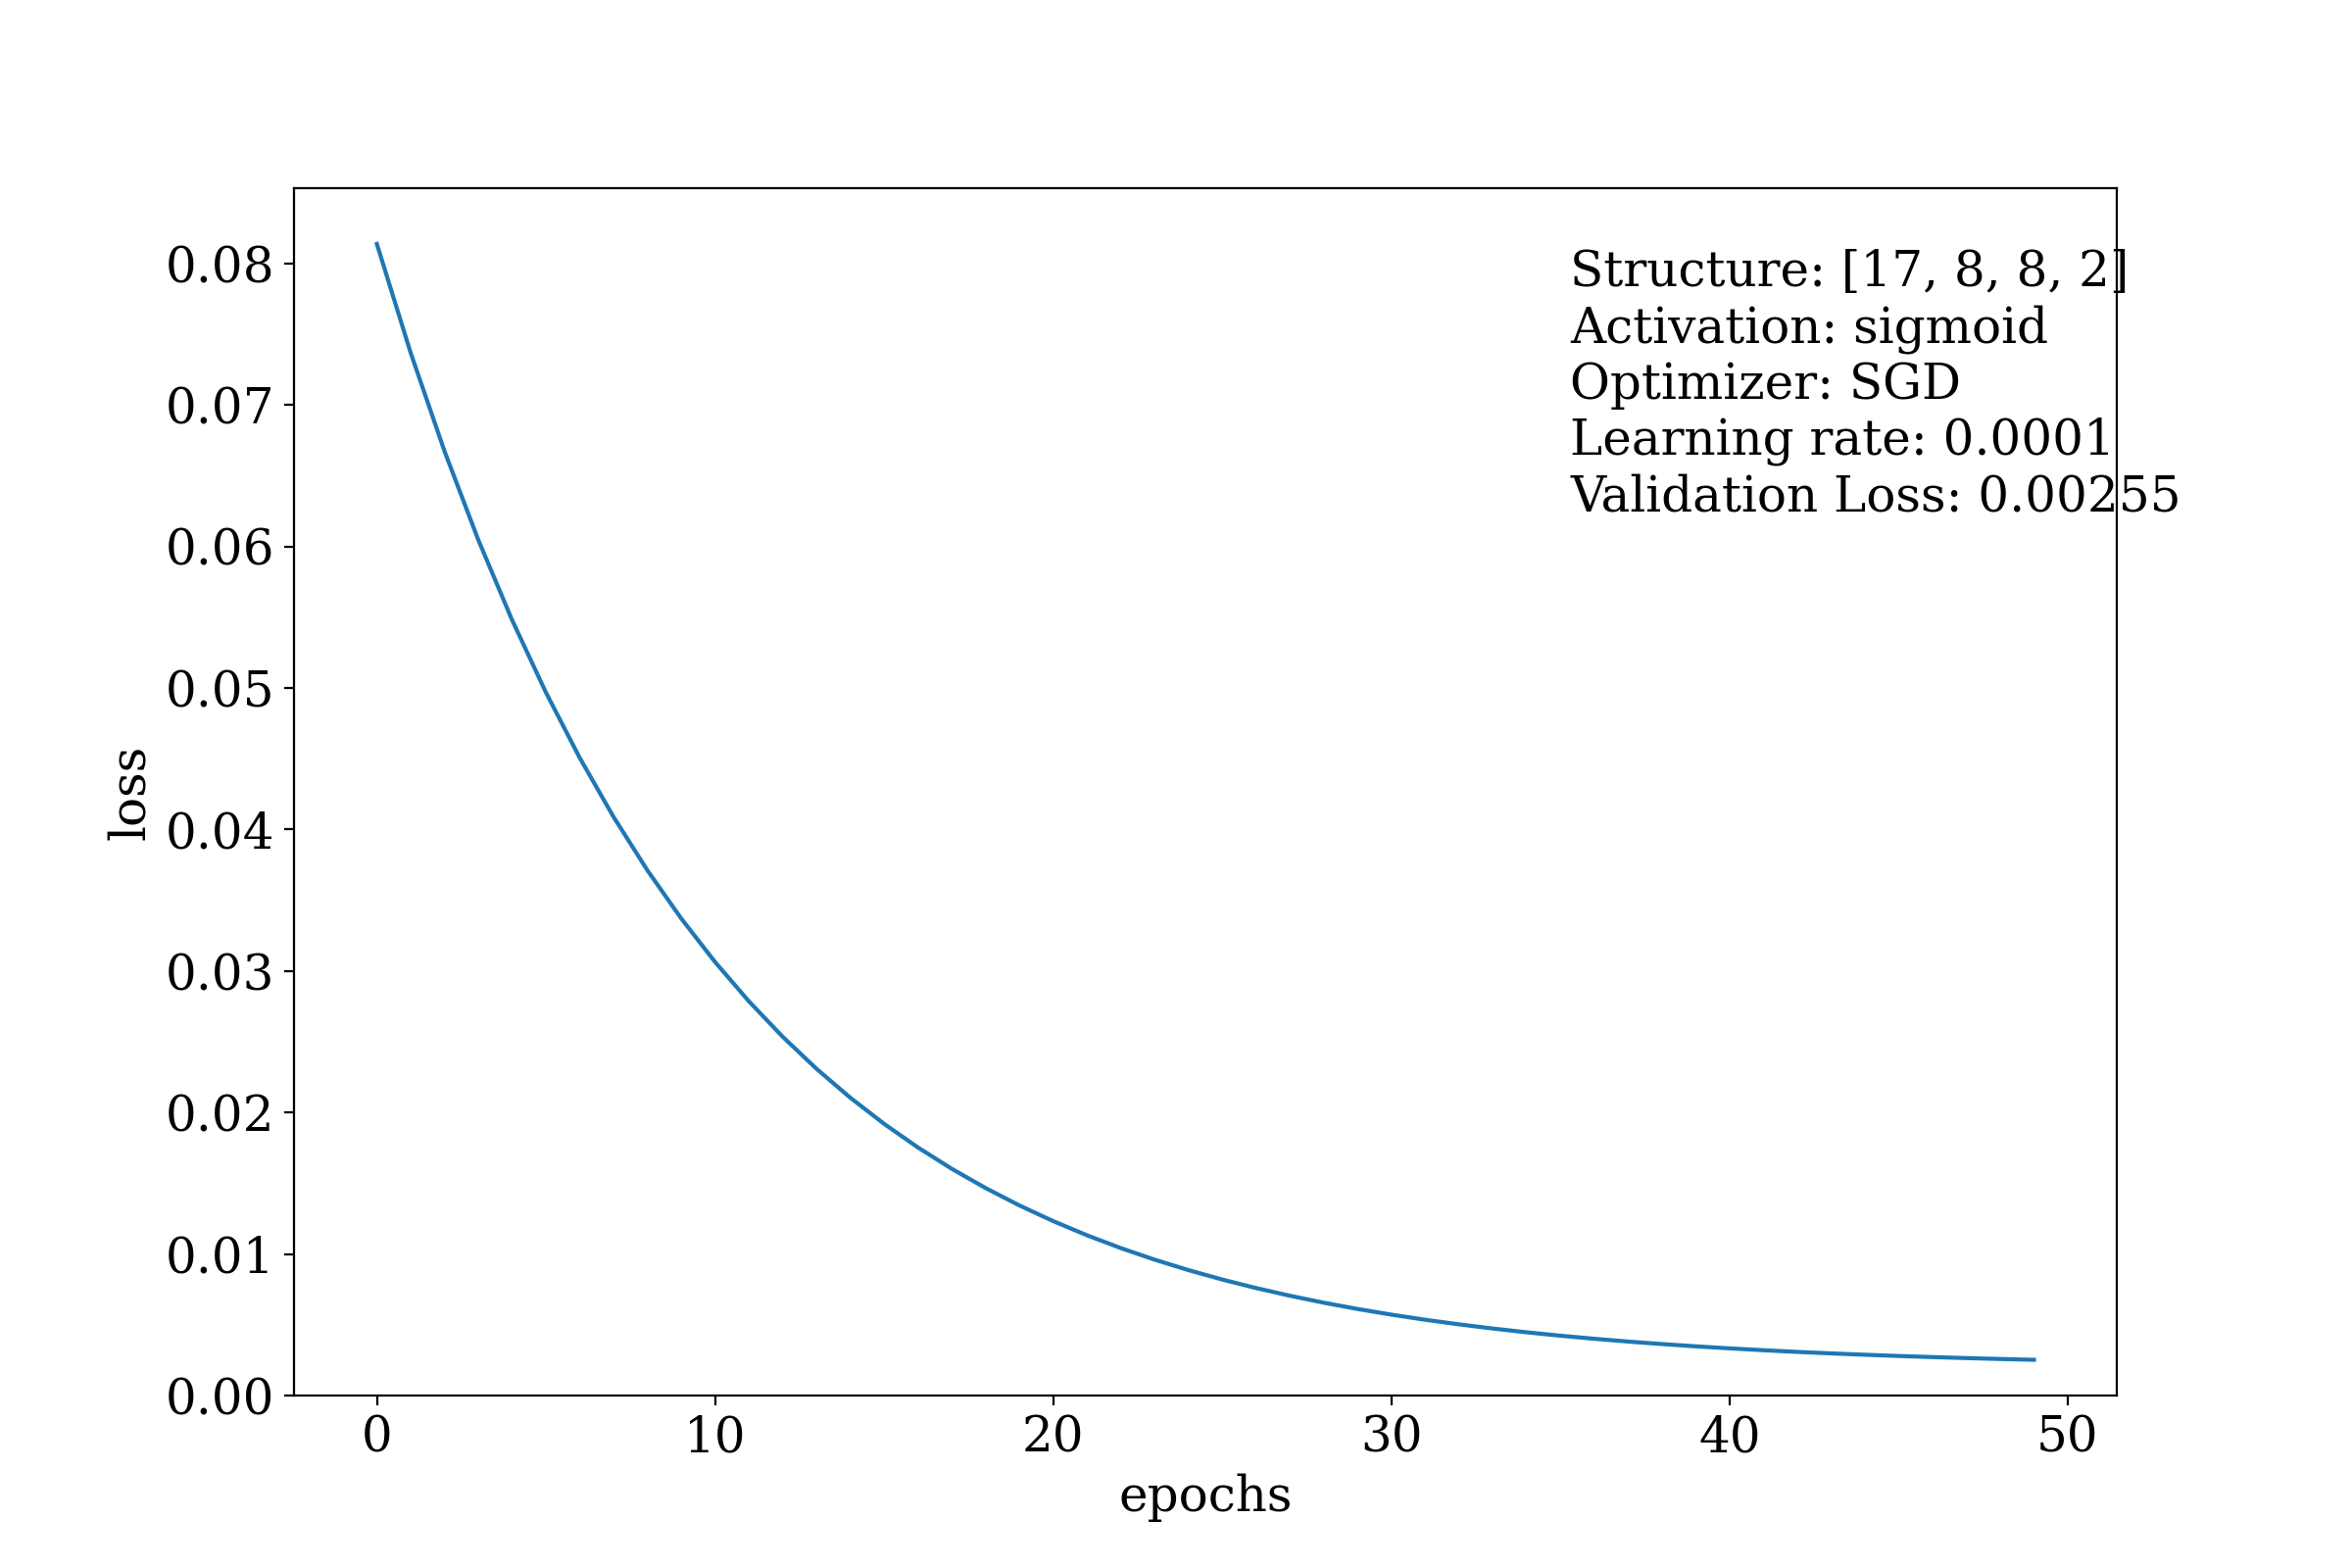 Structure: [17, 8, 8, 2]
Activation: sigmoid
Optimizer: SGD
Learning rate: 0.0001
Validation Loss: 0.00255
0.08
0.07
0.06
0.05
0.04
0.03
0.02
0.01
0.00
loss
0 10 20 30 40 50
epochs